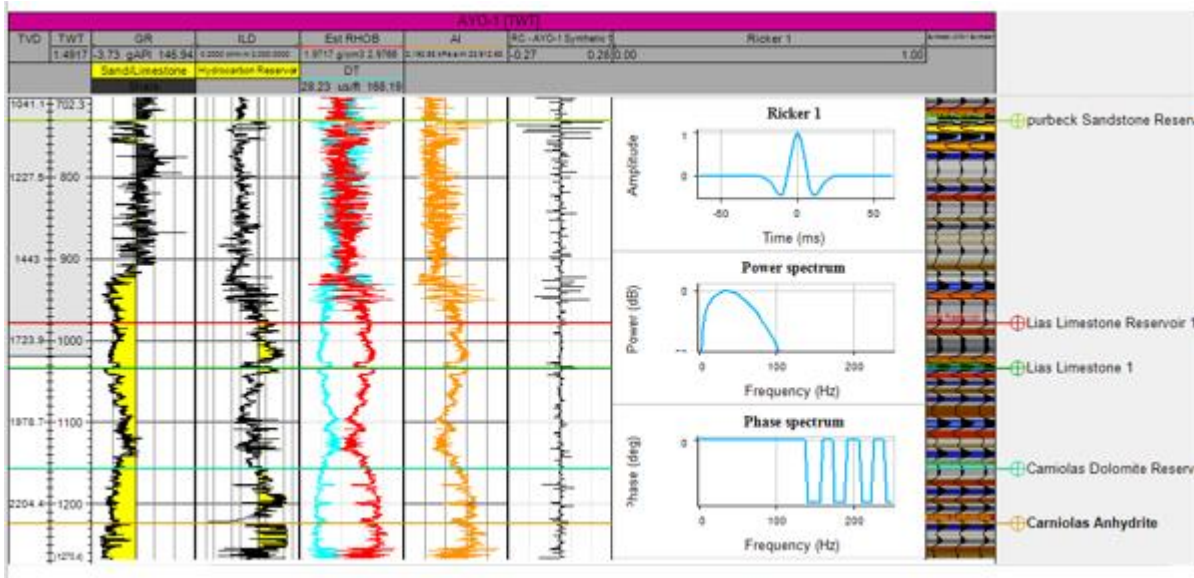 AYO-1 [TWT]
TVD TWT GR ILD Est RHOB AI RC - AYO-1 Synthetic Ricker 1
1:4917 -3.73 gAPI 145.94 1.9717 g/cm3 2.9766 -0.27 0.28 0.00 1.00
Sand/Limestone Hydrocarbon Reservoir DT
28.23 us/ft 168.19
1041.1 702.3
1227.5 800
1443 900
1723.9 1000
1976.7 1100
2204.4 1200
Ricker 1
Amplitude
1
0
-50 0 50
Time (ms)
Power spectrum
Power (dB)
0
0 100 200
Frequency (Hz)
Phase spectrum
Phase (deg)
0
0 100 200
Frequency (Hz)
purbeck Sandstone Reserv
Lias Limestone Reservoir 1
Lias Limestone 1
Carniolas Dolomite Reserv
Carniolas Anhydrite